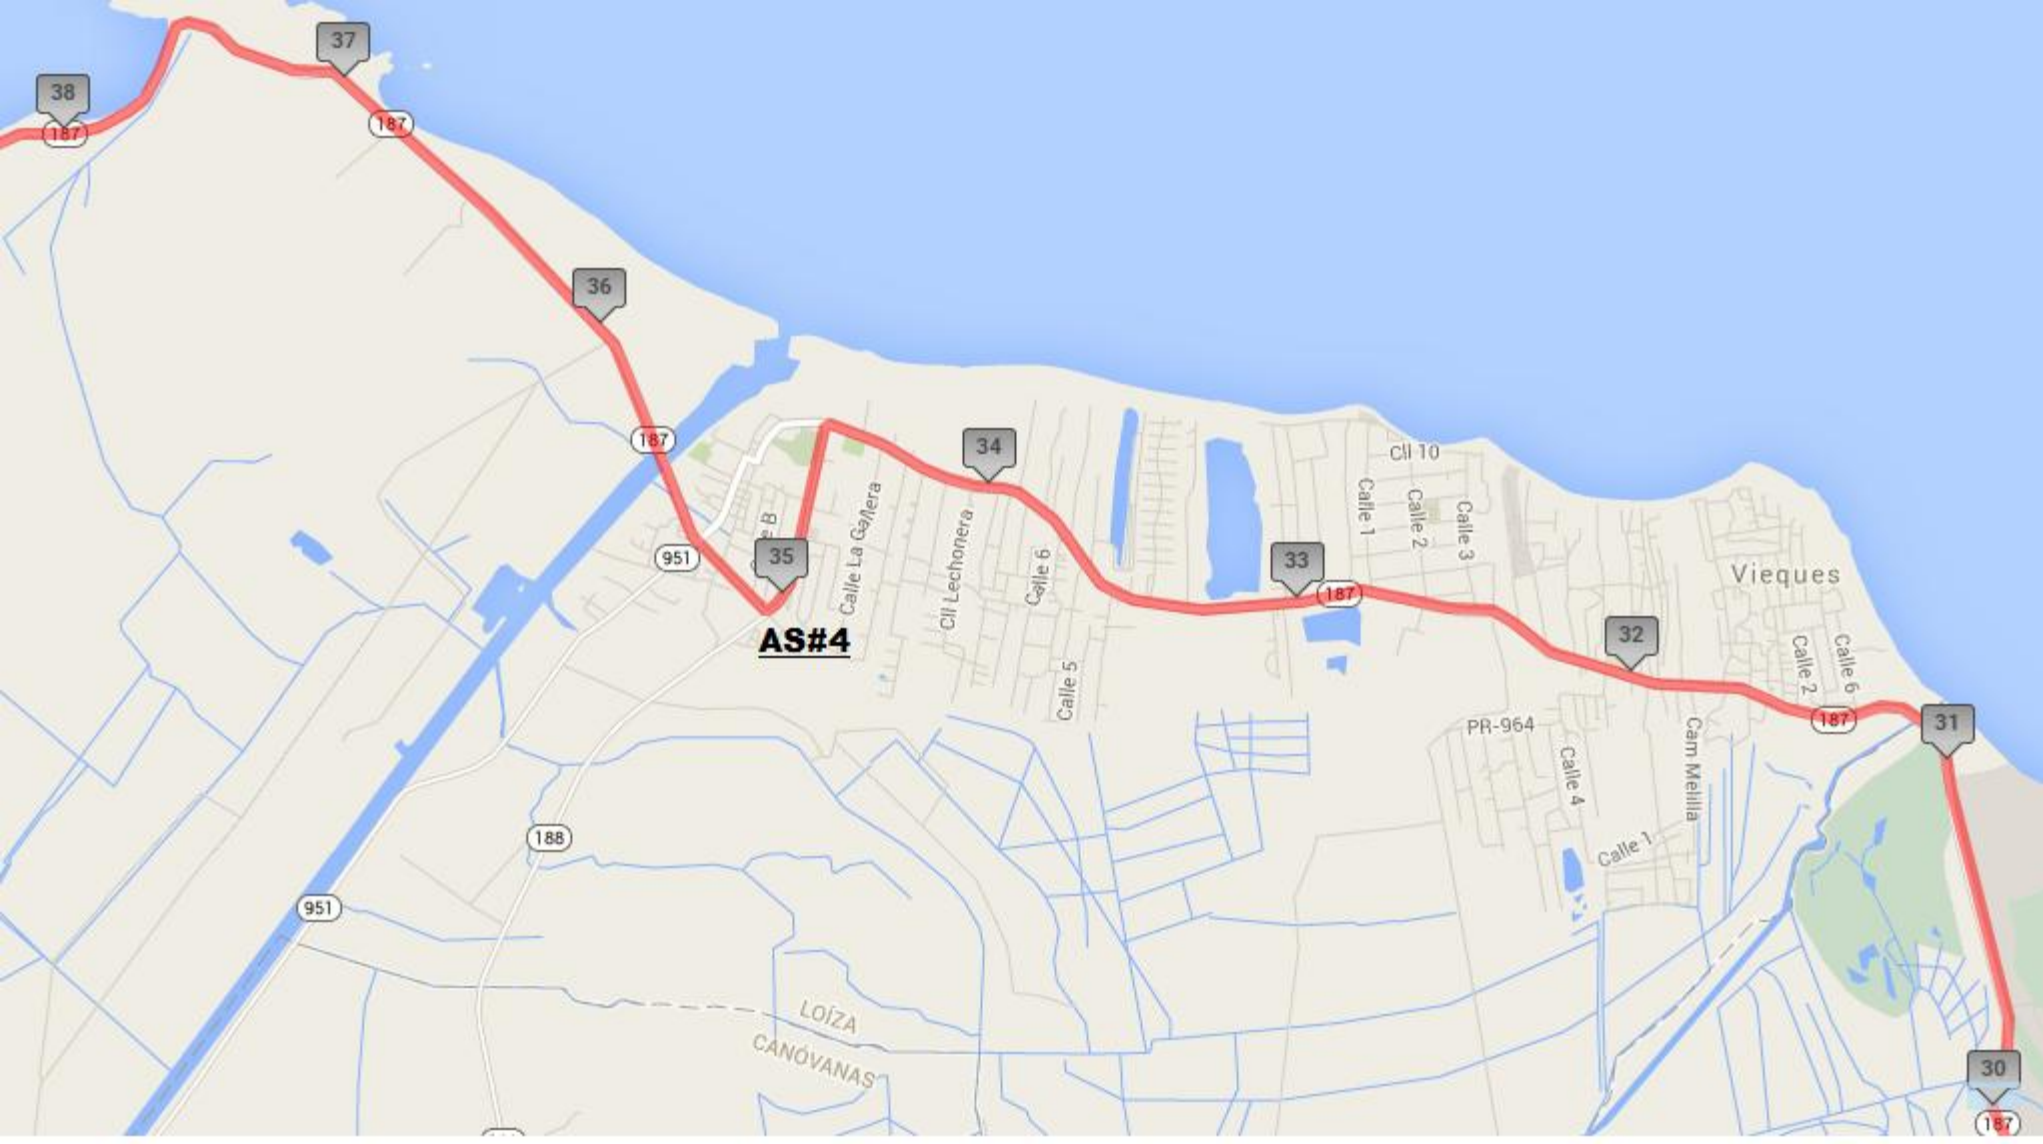 37
38
187
187
36
187
34
Cll 10
Calle 1
Calle 2
Calle 3
Calle La Gallera
Cll Lechonera
Calle 6
951
35
33
187
Vieques
32
AS#4
Calle 5
Calle 2
Calle 6
187
31
PR-964
Calle 4
Cam Melilla
Calle 1
188
951
LOÍZA
CANÓVANAS
30
187